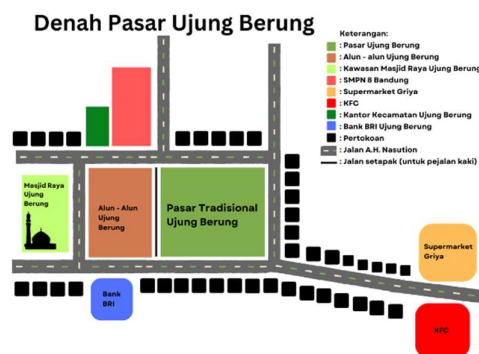 Denah Pasar Ujung Berung
Keterangan:
: Pasar Ujung Berung
: Alun - alun Ujung Berung
: Kawasan Masjid Raya Ujung Berung
: SMPN 8 Bandung
: Supermarket Griya
: KFC
: Kantor Kecamatan Ujung Berung
: Bank BRI Ujung Berung
: Pertokoan
: Jalan A.H. Nasution
: Jalan setapak (untuk pejalan kaki)
Masjid Raya
Ujung
Berung
Alun - Alun
Ujung
Berung
Pasar Tradisional
Ujung Berung
Supermarket
Griya
Bank
BRI
KFC